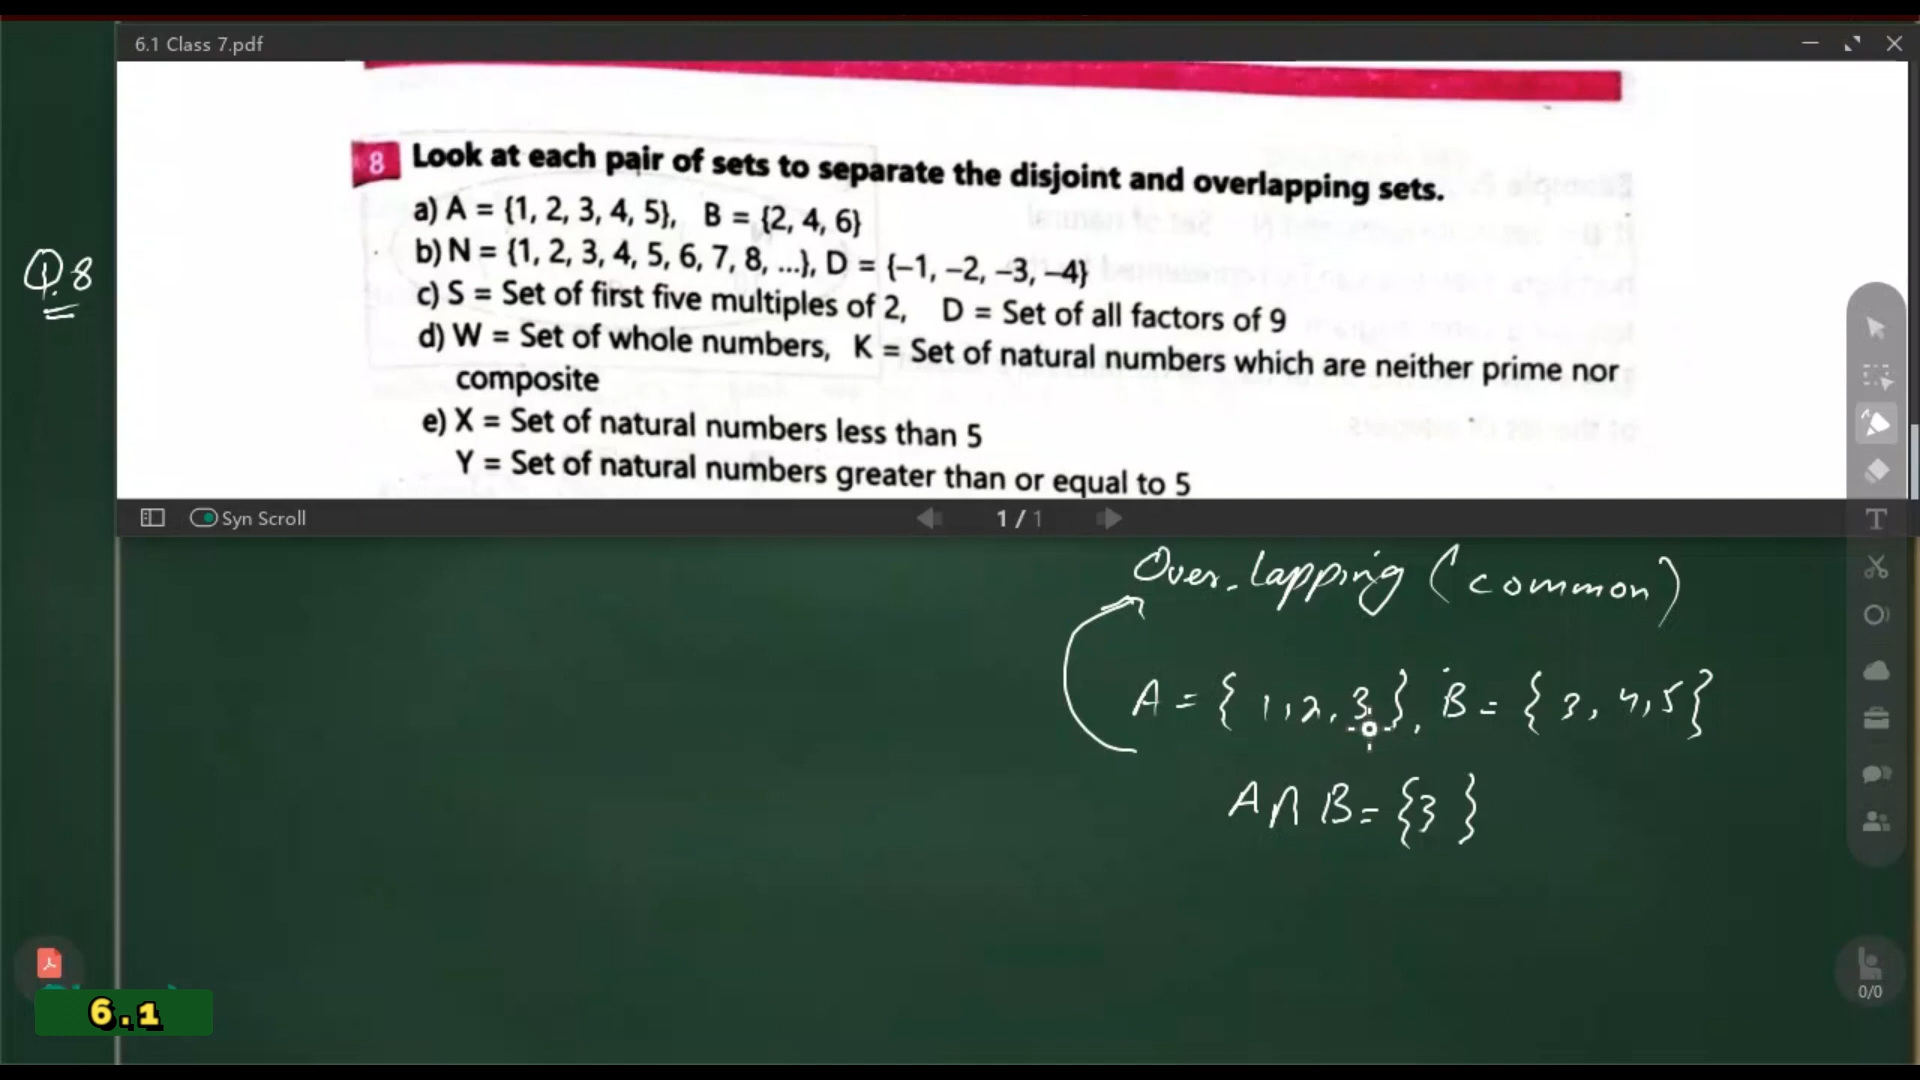 6.1 Class 7.pdf
8 Look at each pair of sets to separate the disjoint and overlapping sets.
a) A = {1, 2, 3, 4, 5}, B = {2, 4, 6}
b) N = {1, 2, 3, 4, 5, 6, 7, 8, ...}, D = {–1, –2, –3, –4}
c) S = Set of first five multiples of 2, D = Set of all factors of 9
d) W = Set of whole numbers, K = Set of natural numbers which are neither prime nor
composite
e) X = Set of natural numbers less than 5
Y = Set of natural numbers greater than or equal to 5
Q.8
Syn Scroll
1 / 1
Over-lapping (common)
A = { 1, 2, 3 }, B = { 3, 4, 5 }
A ∩ B = { 3 }
0/0
6.1